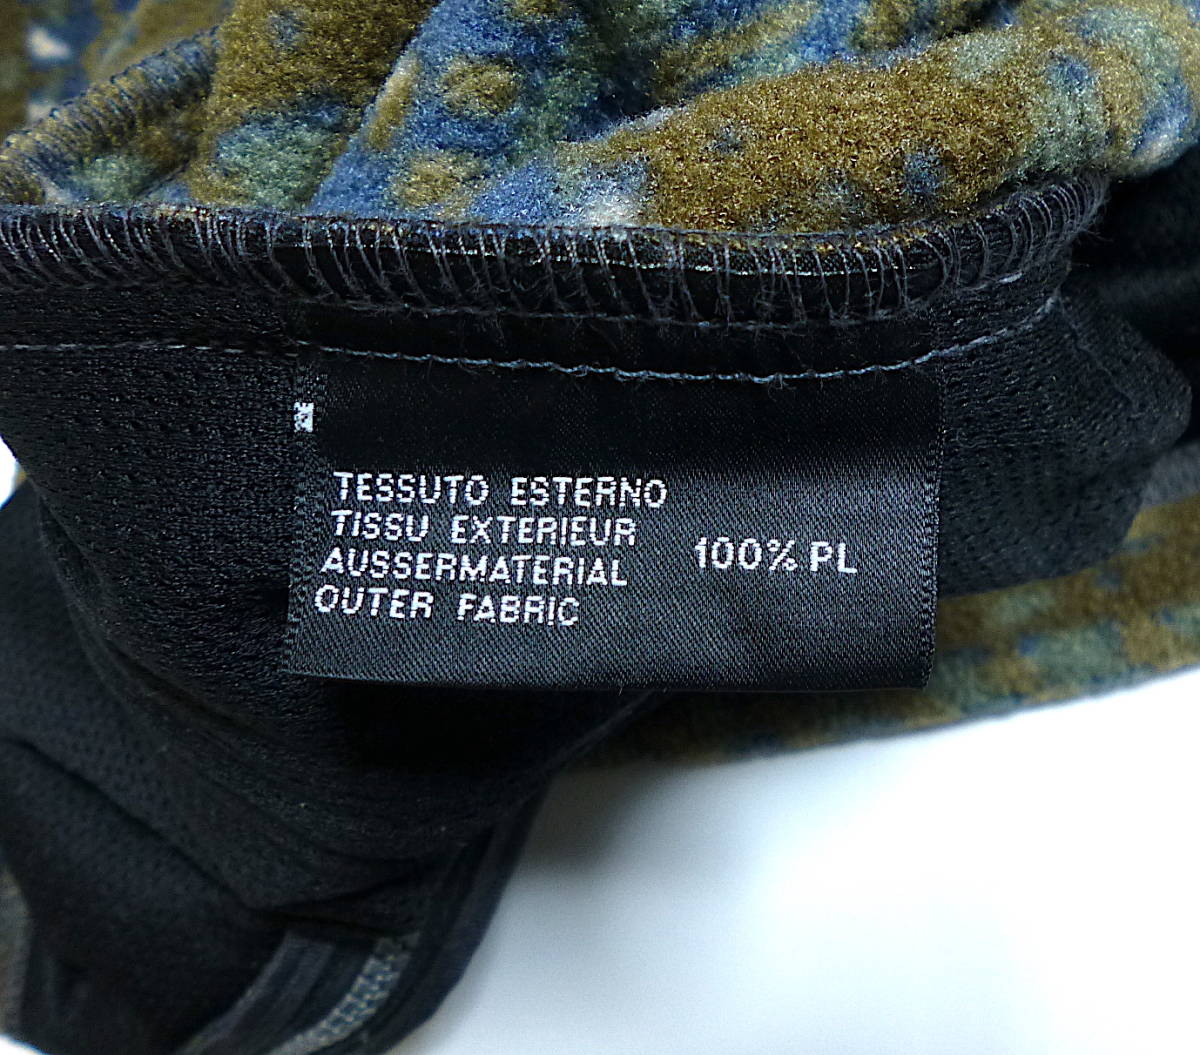 TESSUTO ESTERNO
TISSU EXTERIEUR
AUSSERMATERIAL
OUTER FABRIC
100% PL